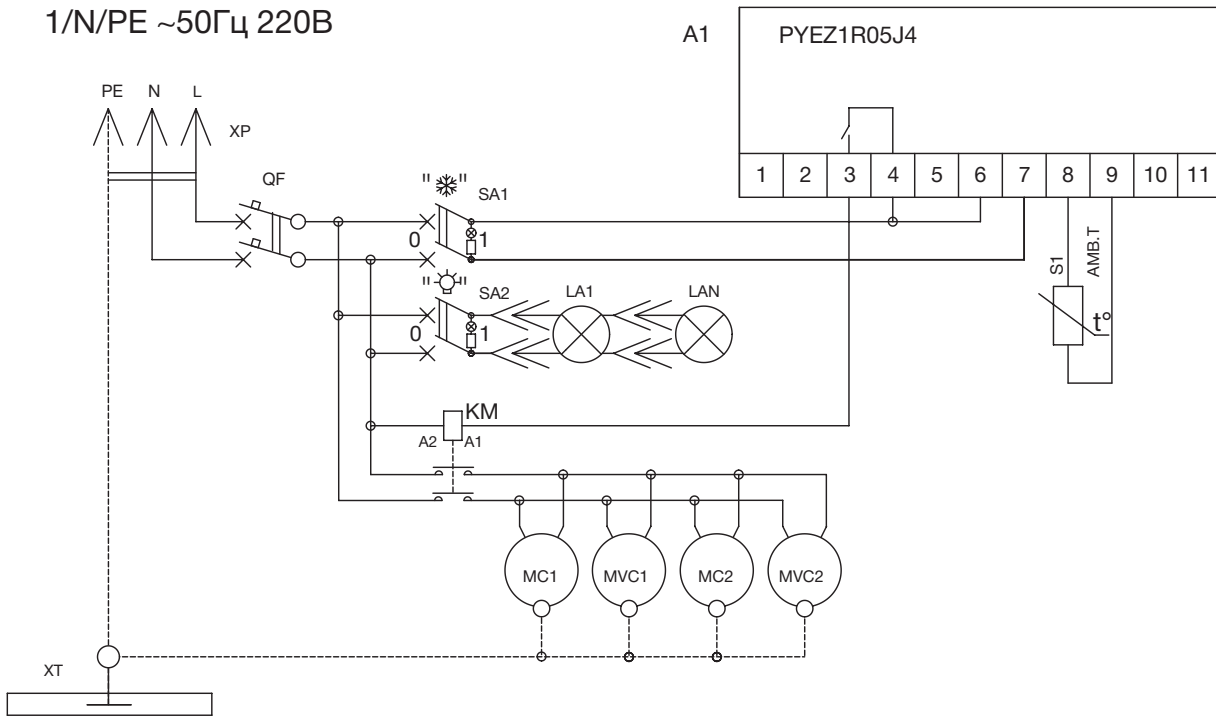 1/N/PE ~50Гц 220В
A1 PYEZ1R05J4
PE N L
XP
1 2 3 4 5 6 7 8 9 10 11
QF
" " SA1
0 1
S1 AMB.T
" " SA2 LA1 LAN
0 1
t°
KM
A2 A1
MC1 MVC1 MC2 MVC2
XT